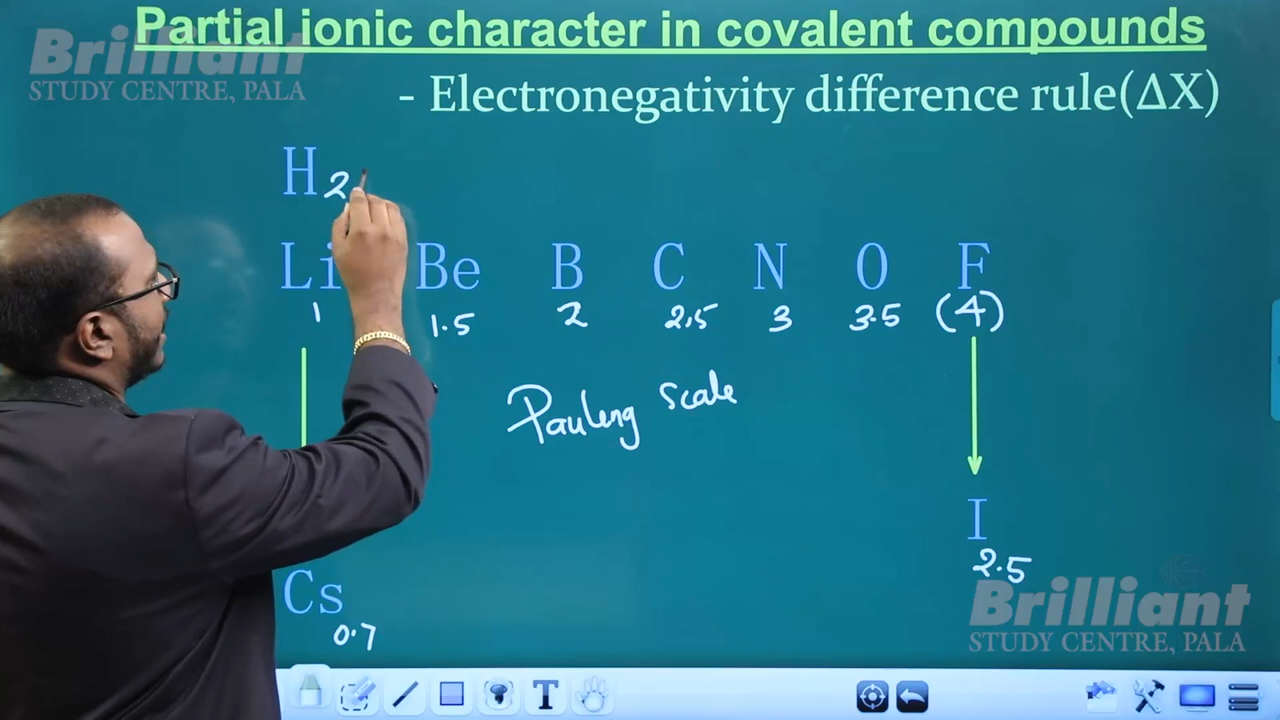 Partial ionic character in covalent compounds
Brilliant
STUDY CENTRE, PALA
- Electronegativity difference rule(ΔX)
H 2
Li Be B C N O F
1 1.5 2 2.5 3 3.5 (4)
Pauling Scale
I
2.5
Cs
0.7
Brilliant
STUDY CENTRE, PALA
T